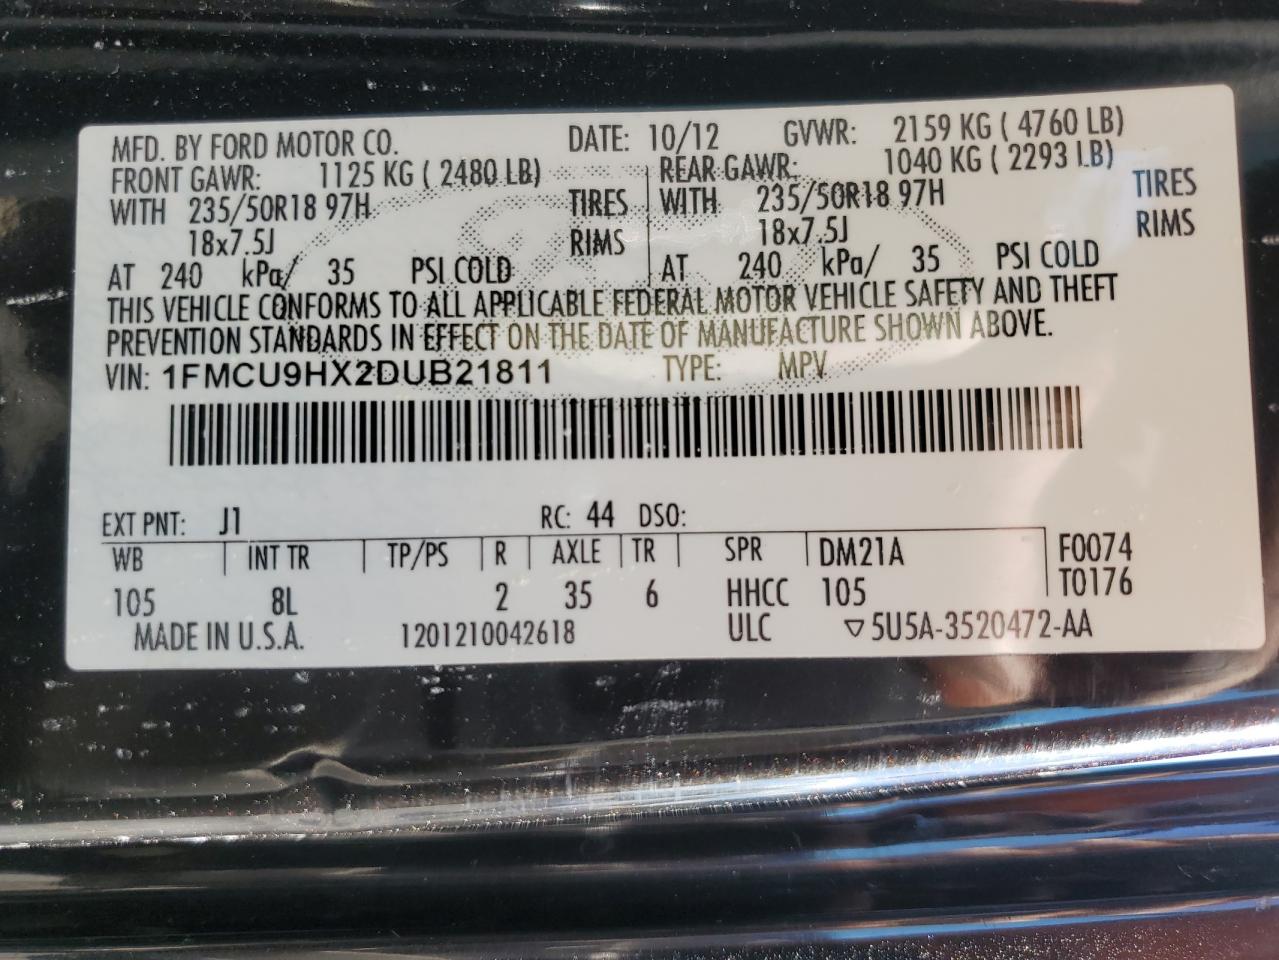 MFD. BY FORD MOTOR CO. DATE: 10/12 GVWR: 2159 KG ( 4760 LB)
FRONT GAWR: 1125 KG ( 2480 LB) REAR GAWR: 1040 KG ( 2293 LB)
WITH 235/50R18 97H TIRES WITH 235/50R18 97H TIRES
18x7.5J RIMS 18x7.5J RIMS
AT 240 kPa/ 35 PSI COLD AT 240 kPa/ 35 PSI COLD
THIS VEHICLE CONFORMS TO ALL APPLICABLE FEDERAL MOTOR VEHICLE SAFETY AND THEFT
PREVENTION STANDARDS IN EFFECT ON THE DATE OF MANUFACTURE SHOWN ABOVE.
VIN: 1FMCU9HX2DUB21811 TYPE: MPV
EXT PNT: J1 RC: 44 DSO:
WB INT TR TP/PS R AXLE TR SPR DM21A F0074
105 8L 2 35 6 HHCC 105 T0176
MADE IN U.S.A. 1201210042618 ULC ▽5U5A-3520472-AA